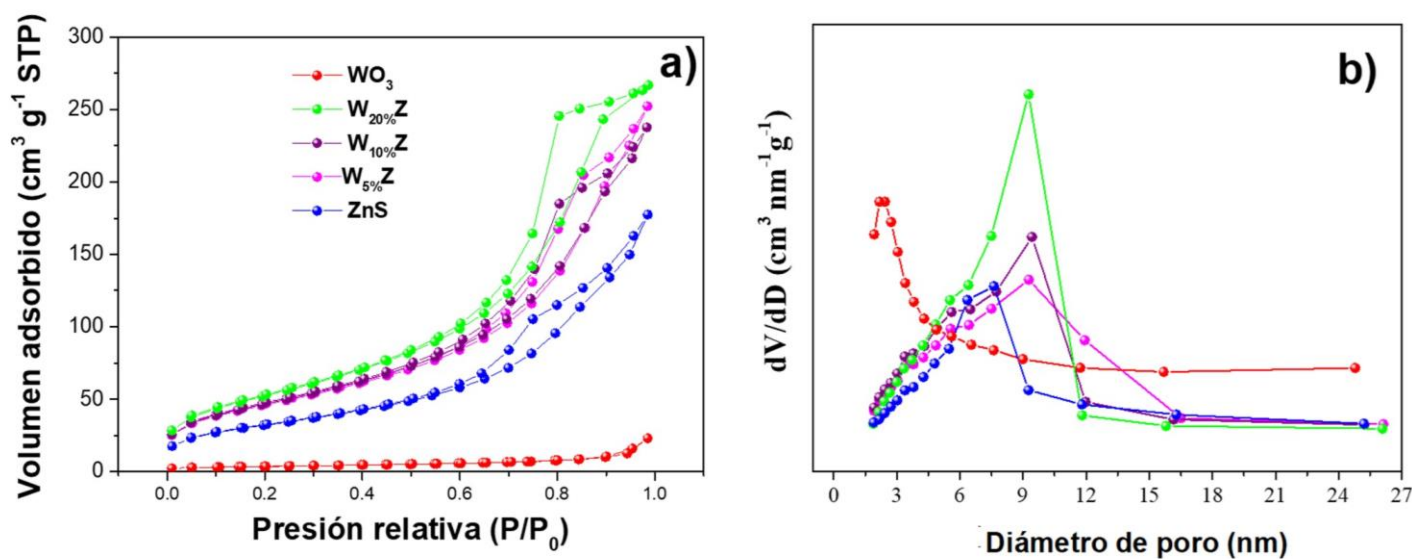 a)
Volumen adsorbido (cm³ g⁻¹ STP)
300
250
200
150
100
50
0
WO₃
W₂₀%Z
W₁₀%Z
W₅%Z
ZnS
0.0 0.2 0.4 0.6 0.8 1.0
Presión relativa (P/P₀)
b)
dV/dD (cm³ nm⁻¹g⁻¹)
0 3 6 9 12 15 18 21 24 27
Diámetro de poro (nm)